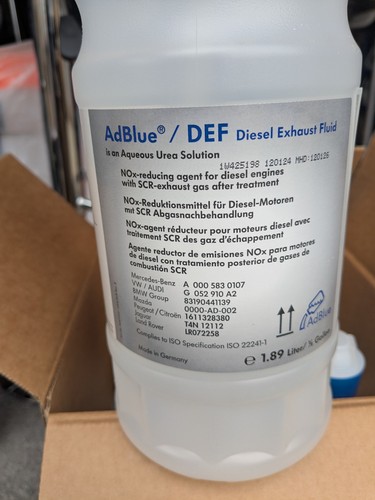 AdBlue® / DEF Diesel Exhaust Fluid
is an Aqueous Urea Solution
1W425198 120124 MHD:120126
NOx-reducing agent for diesel engines
with SCR-exhaust gas after treatment
NOx-Reduktionsmittel für Diesel-Motoren
mit SCR Abgasnachbehandlung
NOx-agent réducteur pour moteurs diesel avec
traitement SCR des gaz d'échappement
Agente reductor de emisiones NOx para motores
de diesel con tratamiento posterior de gases de
combustión SCR
Mercedes-Benz A 000 583 0107
VW / AUDI G 052 910 A2
BMW Group 83190441139
Mazda 0000-AD-002
Peugeot / Citroën 1611328380
Jaguar T4N 12112
Land Rover LR072258
Complies to ISO Specification ISO 22241-1
Made in Germany
AdBlue
℮ 1.89 Liter/ ½ Gallon